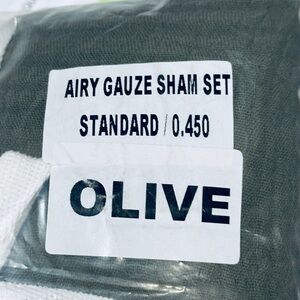 AIRY GAUZE SHAM SET
STANDARD / 0.450
OLIVE